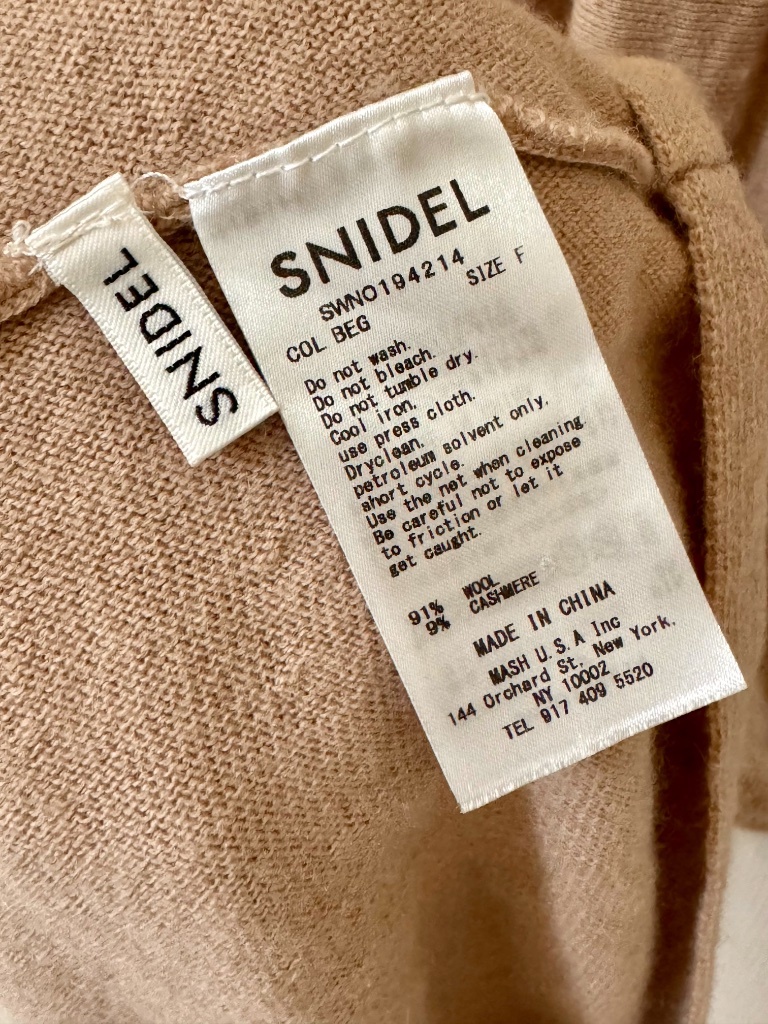 SNIDEL
SNIDEL
SWNO194214
COL BEG SIZE F
Do not wash.
Do not bleach.
Do not tumble dry.
Cool iron,
use press cloth.
Dryclean,
petroleum solvent only,
short cycle.
Use the net when cleaning.
Be careful not to expose
to friction or let it
get caught.
91% WOOL
9% CASHMERE
MADE IN CHINA
MASH U.S.A Inc
144 Orchard St, New York,
NY 10002
TEL 917 409 5520